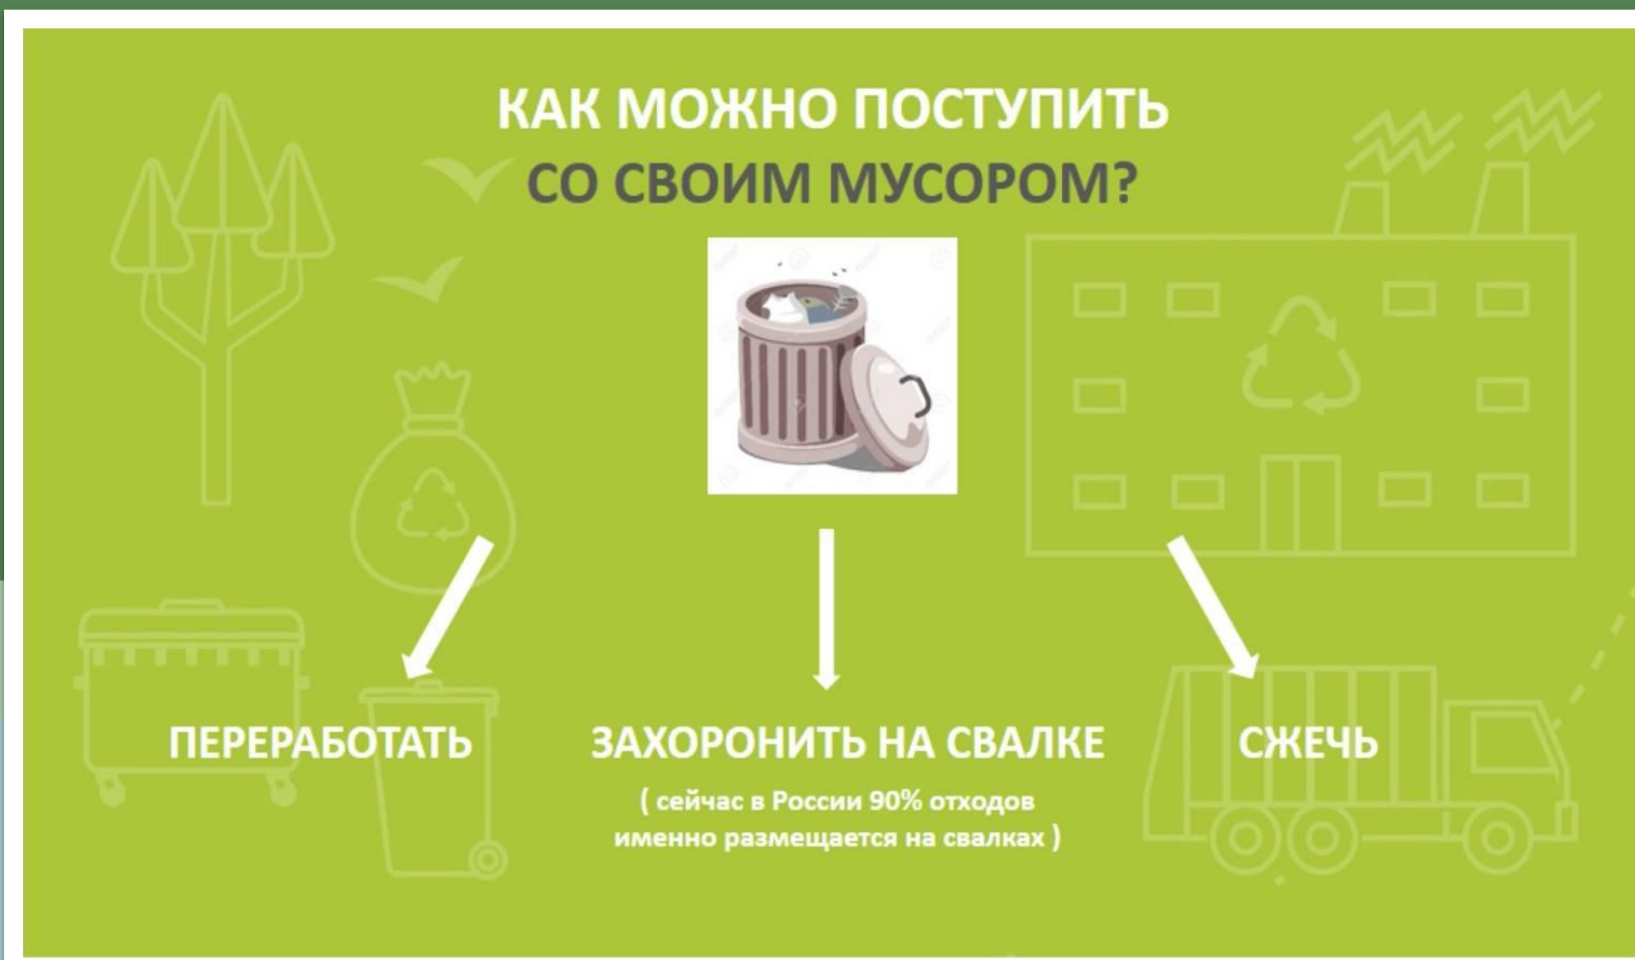 КАК МОЖНО ПОСТУПИТЬ
СО СВОИМ МУСОРОМ?
ПЕРЕРАБОТАТЬ
ЗАХОРОНИТЬ НА СВАЛКЕ
( сейчас в России 90% отходов
именно размещается на свалках )
СЖЕЧЬ